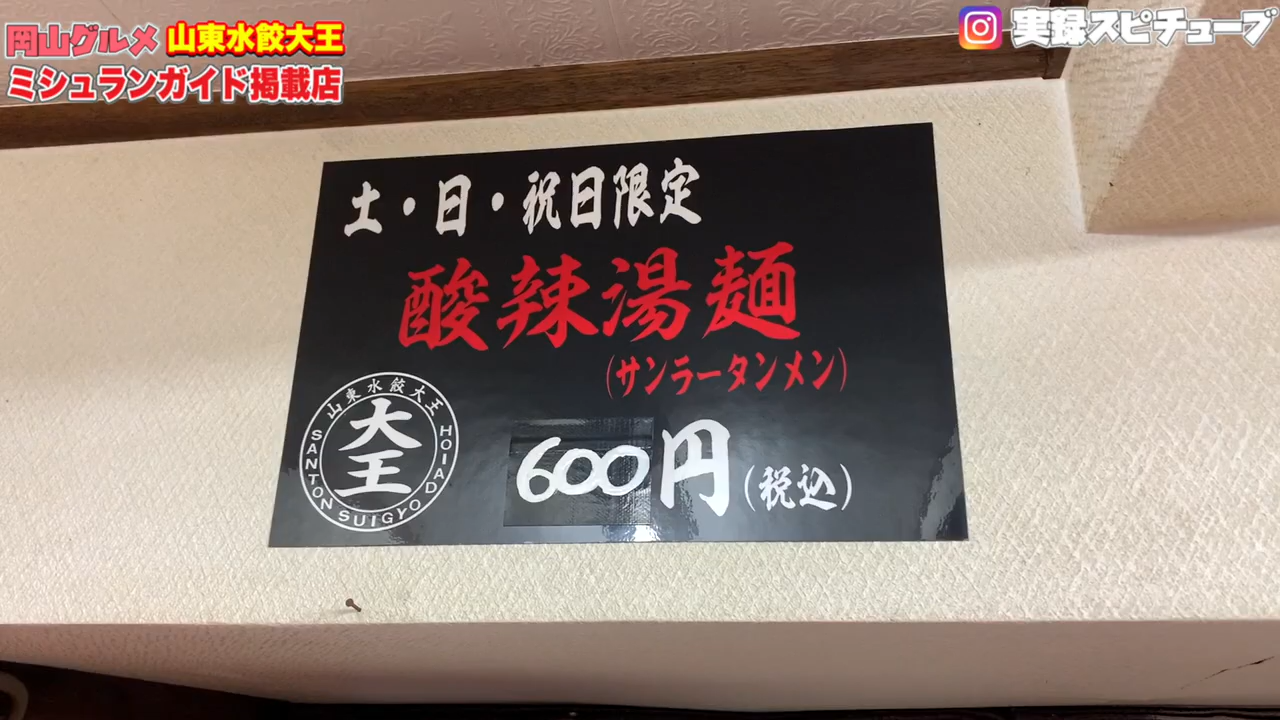 岡山グルメ 山東水餃大王
ミシュランガイド掲載店
実録スピチューブ
土・日・祝日限定
酸辣湯麺
(サンラータンメン)
600円(税込)
山東水餃大王
大王
SANTON SUIGYO DAIOH